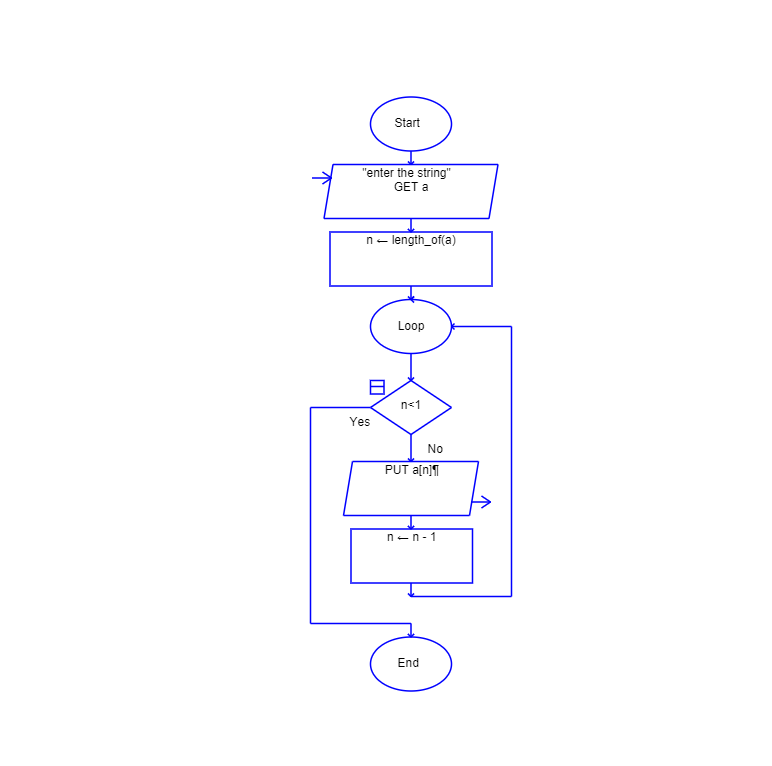 Start
"enter the string"
GET a
n ← length_of(a)
Loop
n<1
Yes
No
PUT a[n]¶
n ← n - 1
End